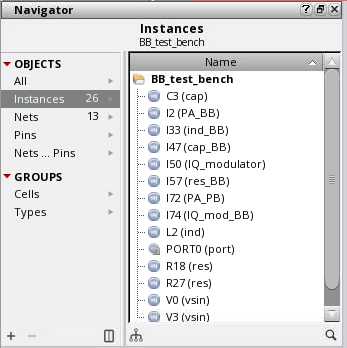 Navigator
Instances
BB_test_bench
OBJECTS
All
Instances 26
Nets 13
Pins
Nets ... Pins
GROUPS
Cells
Types
Name
BB_test_bench
C3 (cap)
I2 (PA_BB)
I33 (ind_BB)
I47 (cap_BB)
I50 (IQ_modulator)
I57 (res_BB)
I72 (PA_PB)
I74 (IQ_mod_BB)
L2 (ind)
PORT0 (port)
R18 (res)
R27 (res)
V0 (vsin)
V3 (vsin)